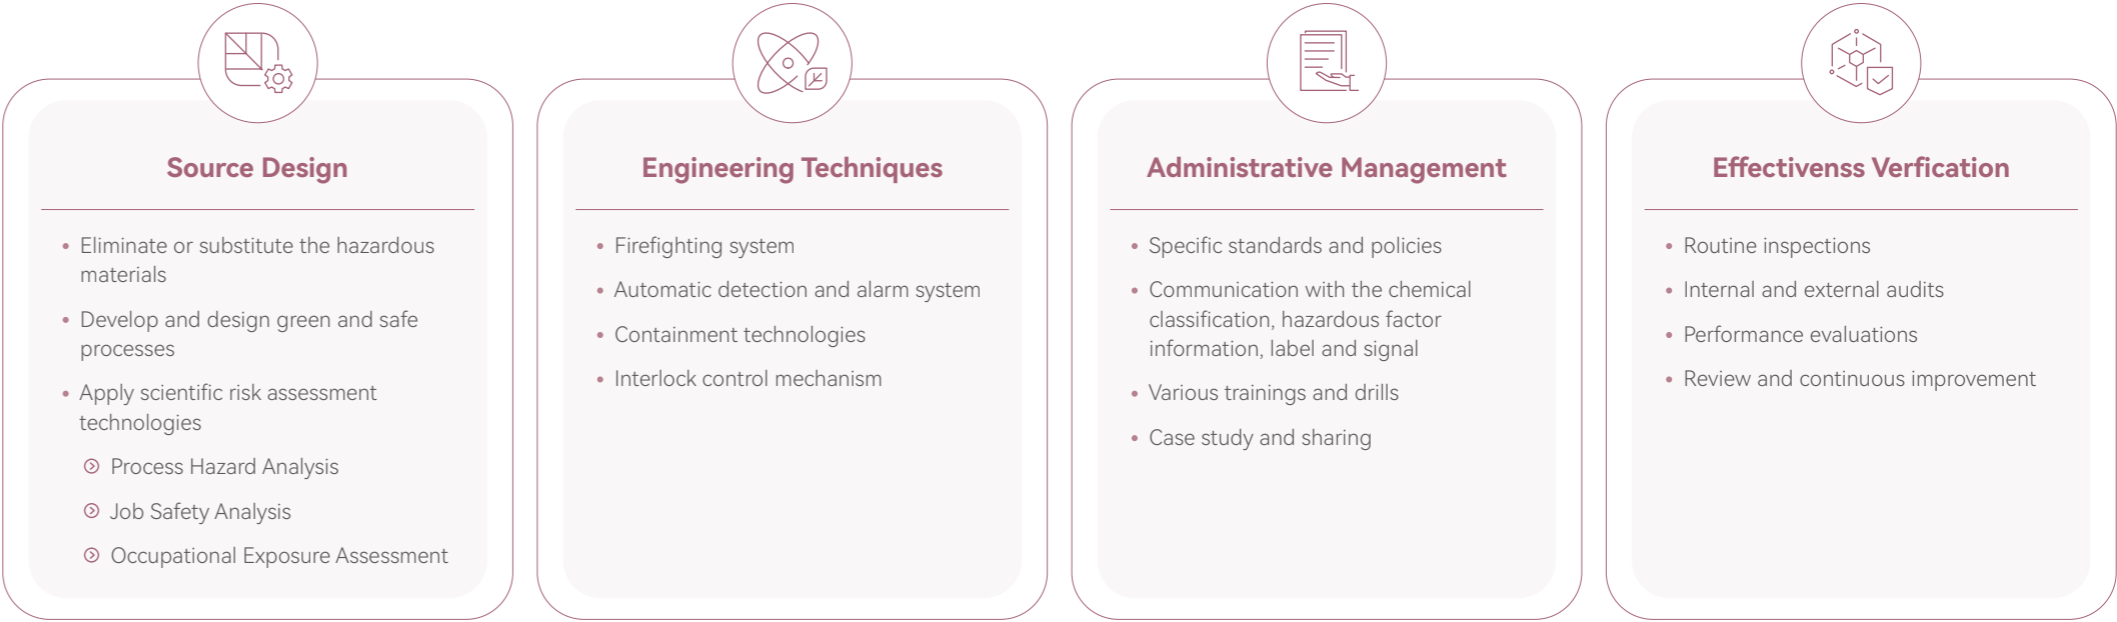 Source Design
• Eliminate or substitute the hazardous
materials
• Develop and design green and safe
processes
• Apply scientific risk assessment
technologies
Process Hazard Analysis
Job Safety Analysis
Occupational Exposure Assessment
Engineering Techniques
• Firefighting system
• Automatic detection and alarm system
• Containment technologies
• Interlock control mechanism
Administrative Management
• Specific standards and policies
• Communication with the chemical
classification, hazardous factor
information, label and signal
• Various trainings and drills
• Case study and sharing
Effectivenss Verfication
• Routine inspections
• Internal and external audits
• Performance evaluations
• Review and continuous improvement